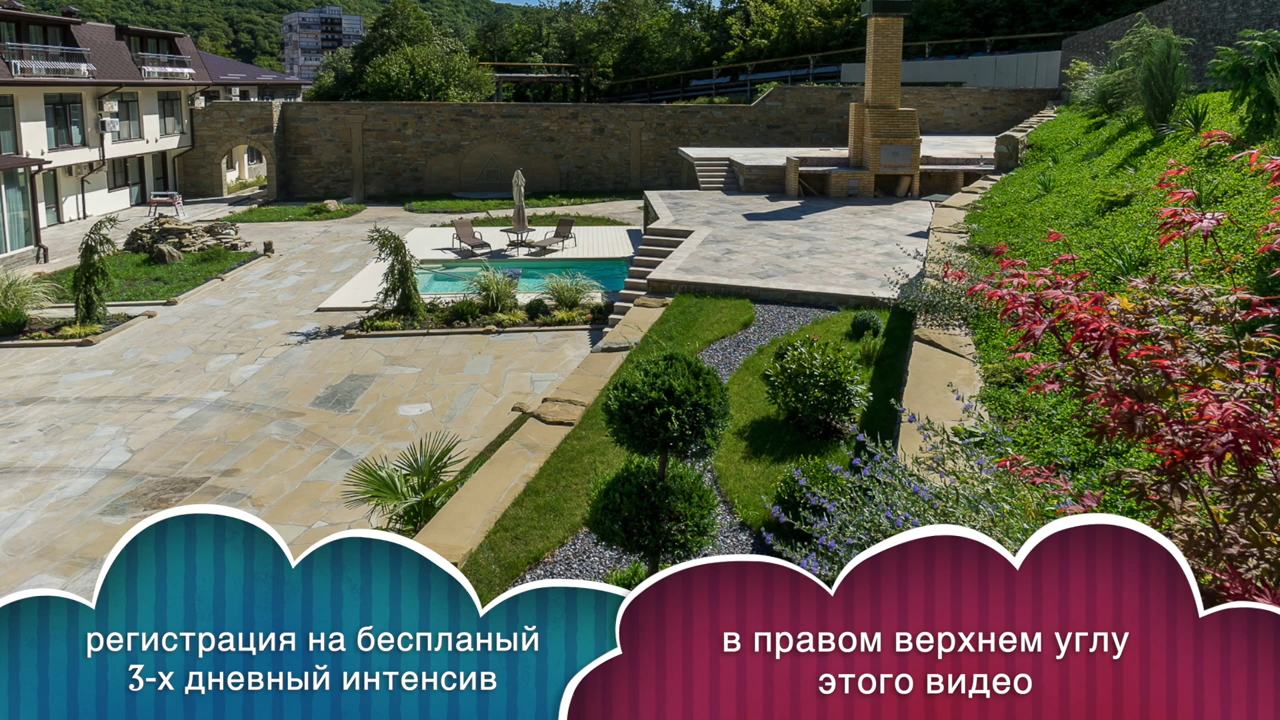 регистрация на беспланый
3-х дневный интенсив
в правом верхнем углу
этого видео